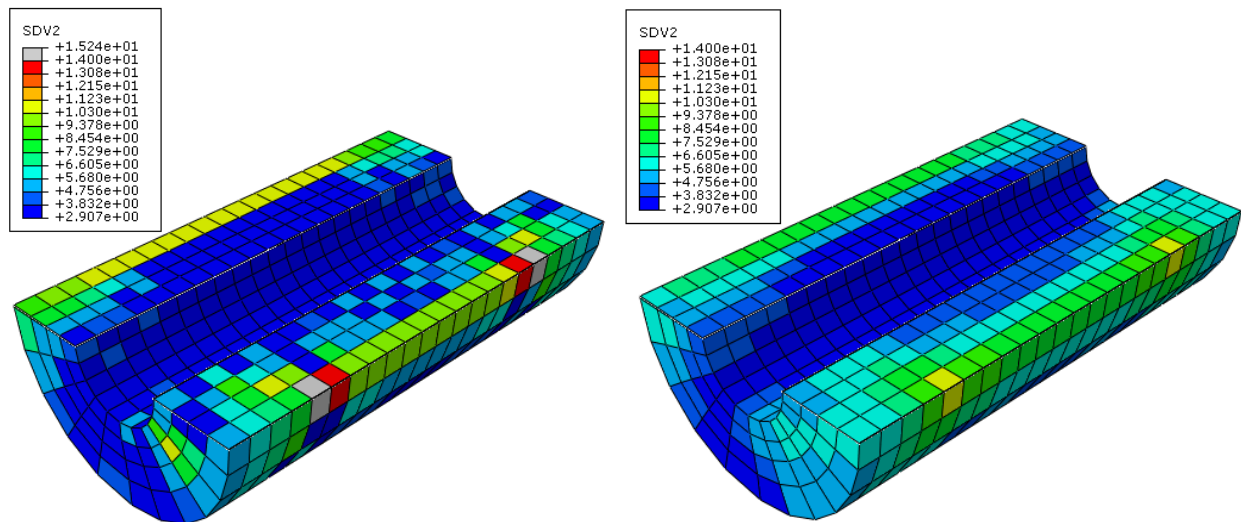 SDV2
+1.524e+01
+1.400e+01
+1.308e+01
+1.215e+01
+1.123e+01
+1.030e+01
+9.378e+00
+8.454e+00
+7.529e+00
+6.605e+00
+5.680e+00
+4.756e+00
+3.832e+00
+2.907e+00
SDV2
+1.400e+01
+1.308e+01
+1.215e+01
+1.123e+01
+1.030e+01
+9.378e+00
+8.454e+00
+7.529e+00
+6.605e+00
+5.680e+00
+4.756e+00
+3.832e+00
+2.907e+00